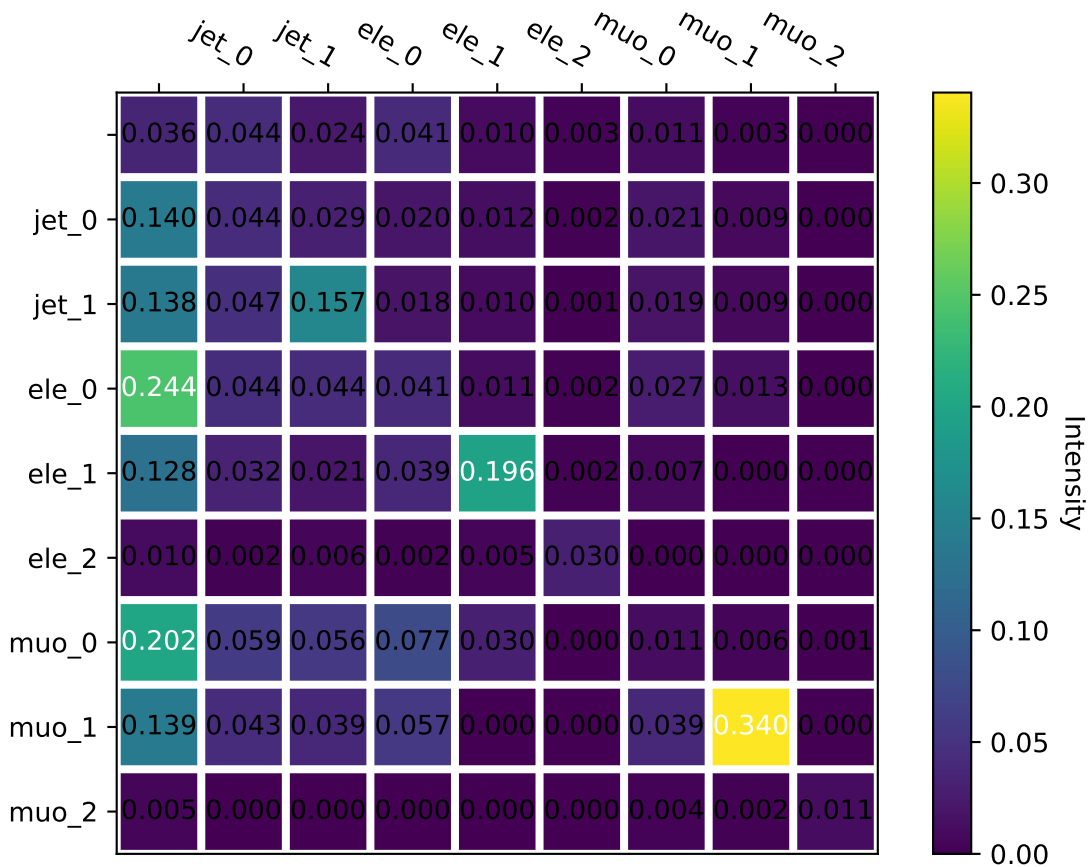 jet_0 jet_1 ele_0 ele_1 ele_2 muo_0 muo_1 muo_2
0.036 0.044 0.024 0.041 0.010 0.003 0.011 0.003 0.000
jet_0 0.140 0.044 0.029 0.020 0.012 0.002 0.021 0.009 0.000
jet_1 0.138 0.047 0.157 0.018 0.010 0.001 0.019 0.009 0.000
ele_0 0.244 0.044 0.044 0.041 0.011 0.002 0.027 0.013 0.000
ele_1 0.128 0.032 0.021 0.039 0.196 0.002 0.007 0.000 0.000
ele_2 0.010 0.002 0.006 0.002 0.005 0.030 0.000 0.000 0.000
muo_0 0.202 0.059 0.056 0.077 0.030 0.000 0.011 0.006 0.001
muo_1 0.139 0.043 0.039 0.057 0.000 0.000 0.039 0.340 0.000
muo_2 0.005 0.000 0.000 0.000 0.000 0.000 0.004 0.002 0.011
0.30
0.25
0.20
0.15
0.10
0.05
0.00
Intensity